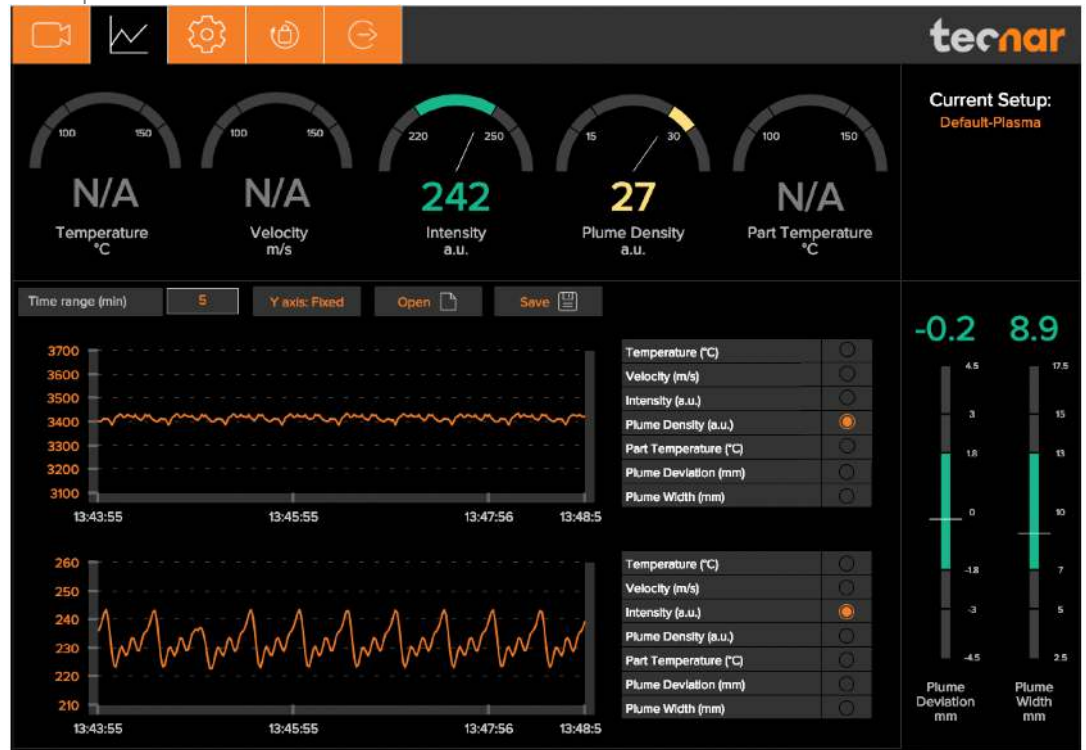 tecnar
100 150
100 150
220 250
15 30
100 150
N/A
N/A
242
27
N/A
Temperature
°C
Velocity
m/s
Intensity
a.u.
Plume Density
a.u.
Part Temperature
°C
Current Setup:
Default-Plasma
Time range (min) 5 Y axis: Fixed Open Save
3700
3600
3500
3400
3300
3200
3100
13:43:55 13:45:55 13:47:56 13:48:5
Temperature (°C)
Velocity (m/s)
Intensity (a.u.)
Plume Density (a.u.)
Part Temperature (°C)
Plume Deviation (mm)
Plume Width (mm)
260
250
240
230
220
210
13:43:55 13:45:55 13:47:56 13:48:5
Temperature (°C)
Velocity (m/s)
Intensity (a.u.)
Plume Density (a.u.)
Part Temperature (°C)
Plume Deviation (mm)
Plume Width (mm)
-0.2 8.9
4.5 17.5
3 15
1.8 13
0 10
-1.8 7
-3 5
-4.5 2.5
Plume
Deviation
mm
Plume
Width
mm